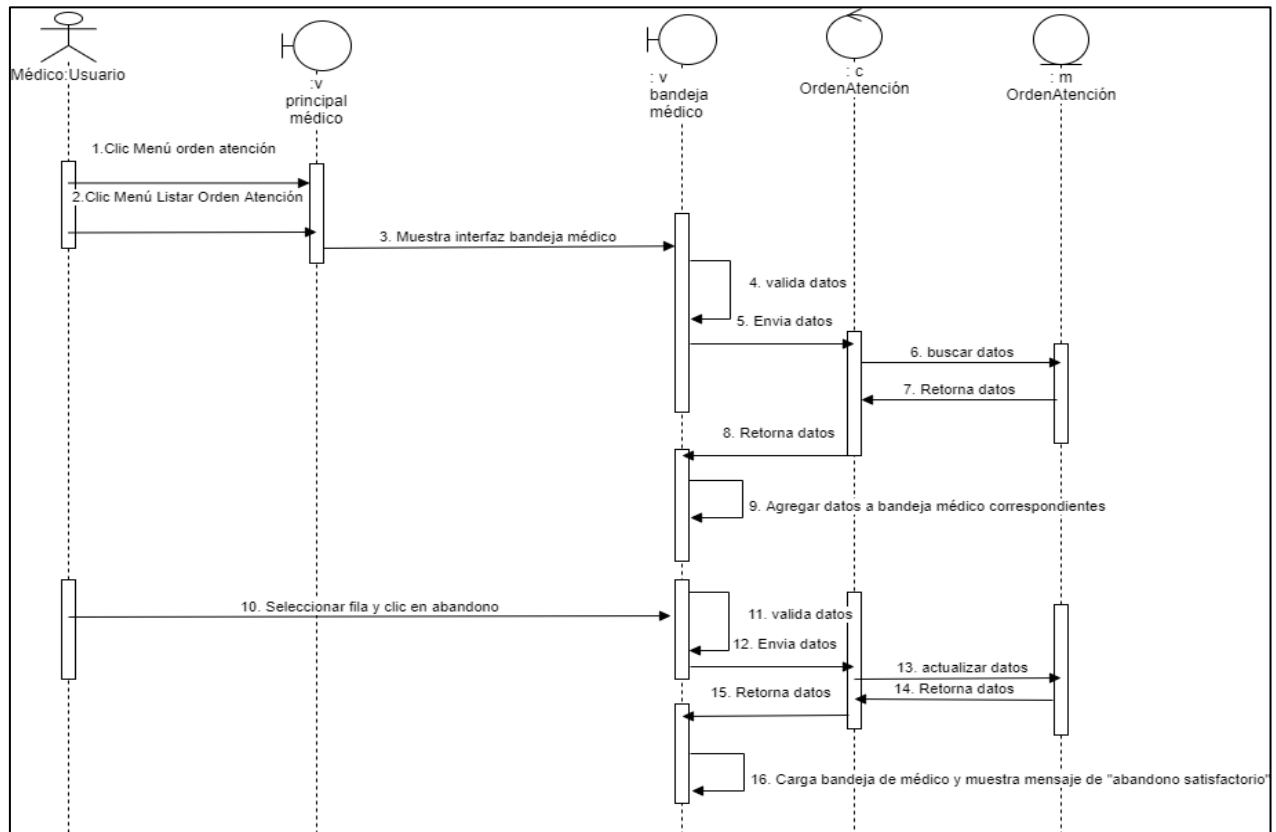 Médico:Usuario
:v
principal
médico
: v
bandeja
médico
: c
OrdenAtención
: m
OrdenAtención
1.Clic Menú orden atención
2.Clic Menú Listar Orden Atención
3. Muestra interfaz bandeja médico
4. valida datos
5. Envia datos
6. buscar datos
7. Retorna datos
8. Retorna datos
9. Agregar datos a bandeja médico correspondientes
10. Seleccionar fila y clic en abandono
11. valida datos
12. Envia datos
13. actualizar datos
14. Retorna datos
15. Retorna datos
16. Carga bandeja de médico y muestra mensaje de "abandono satisfactorio"